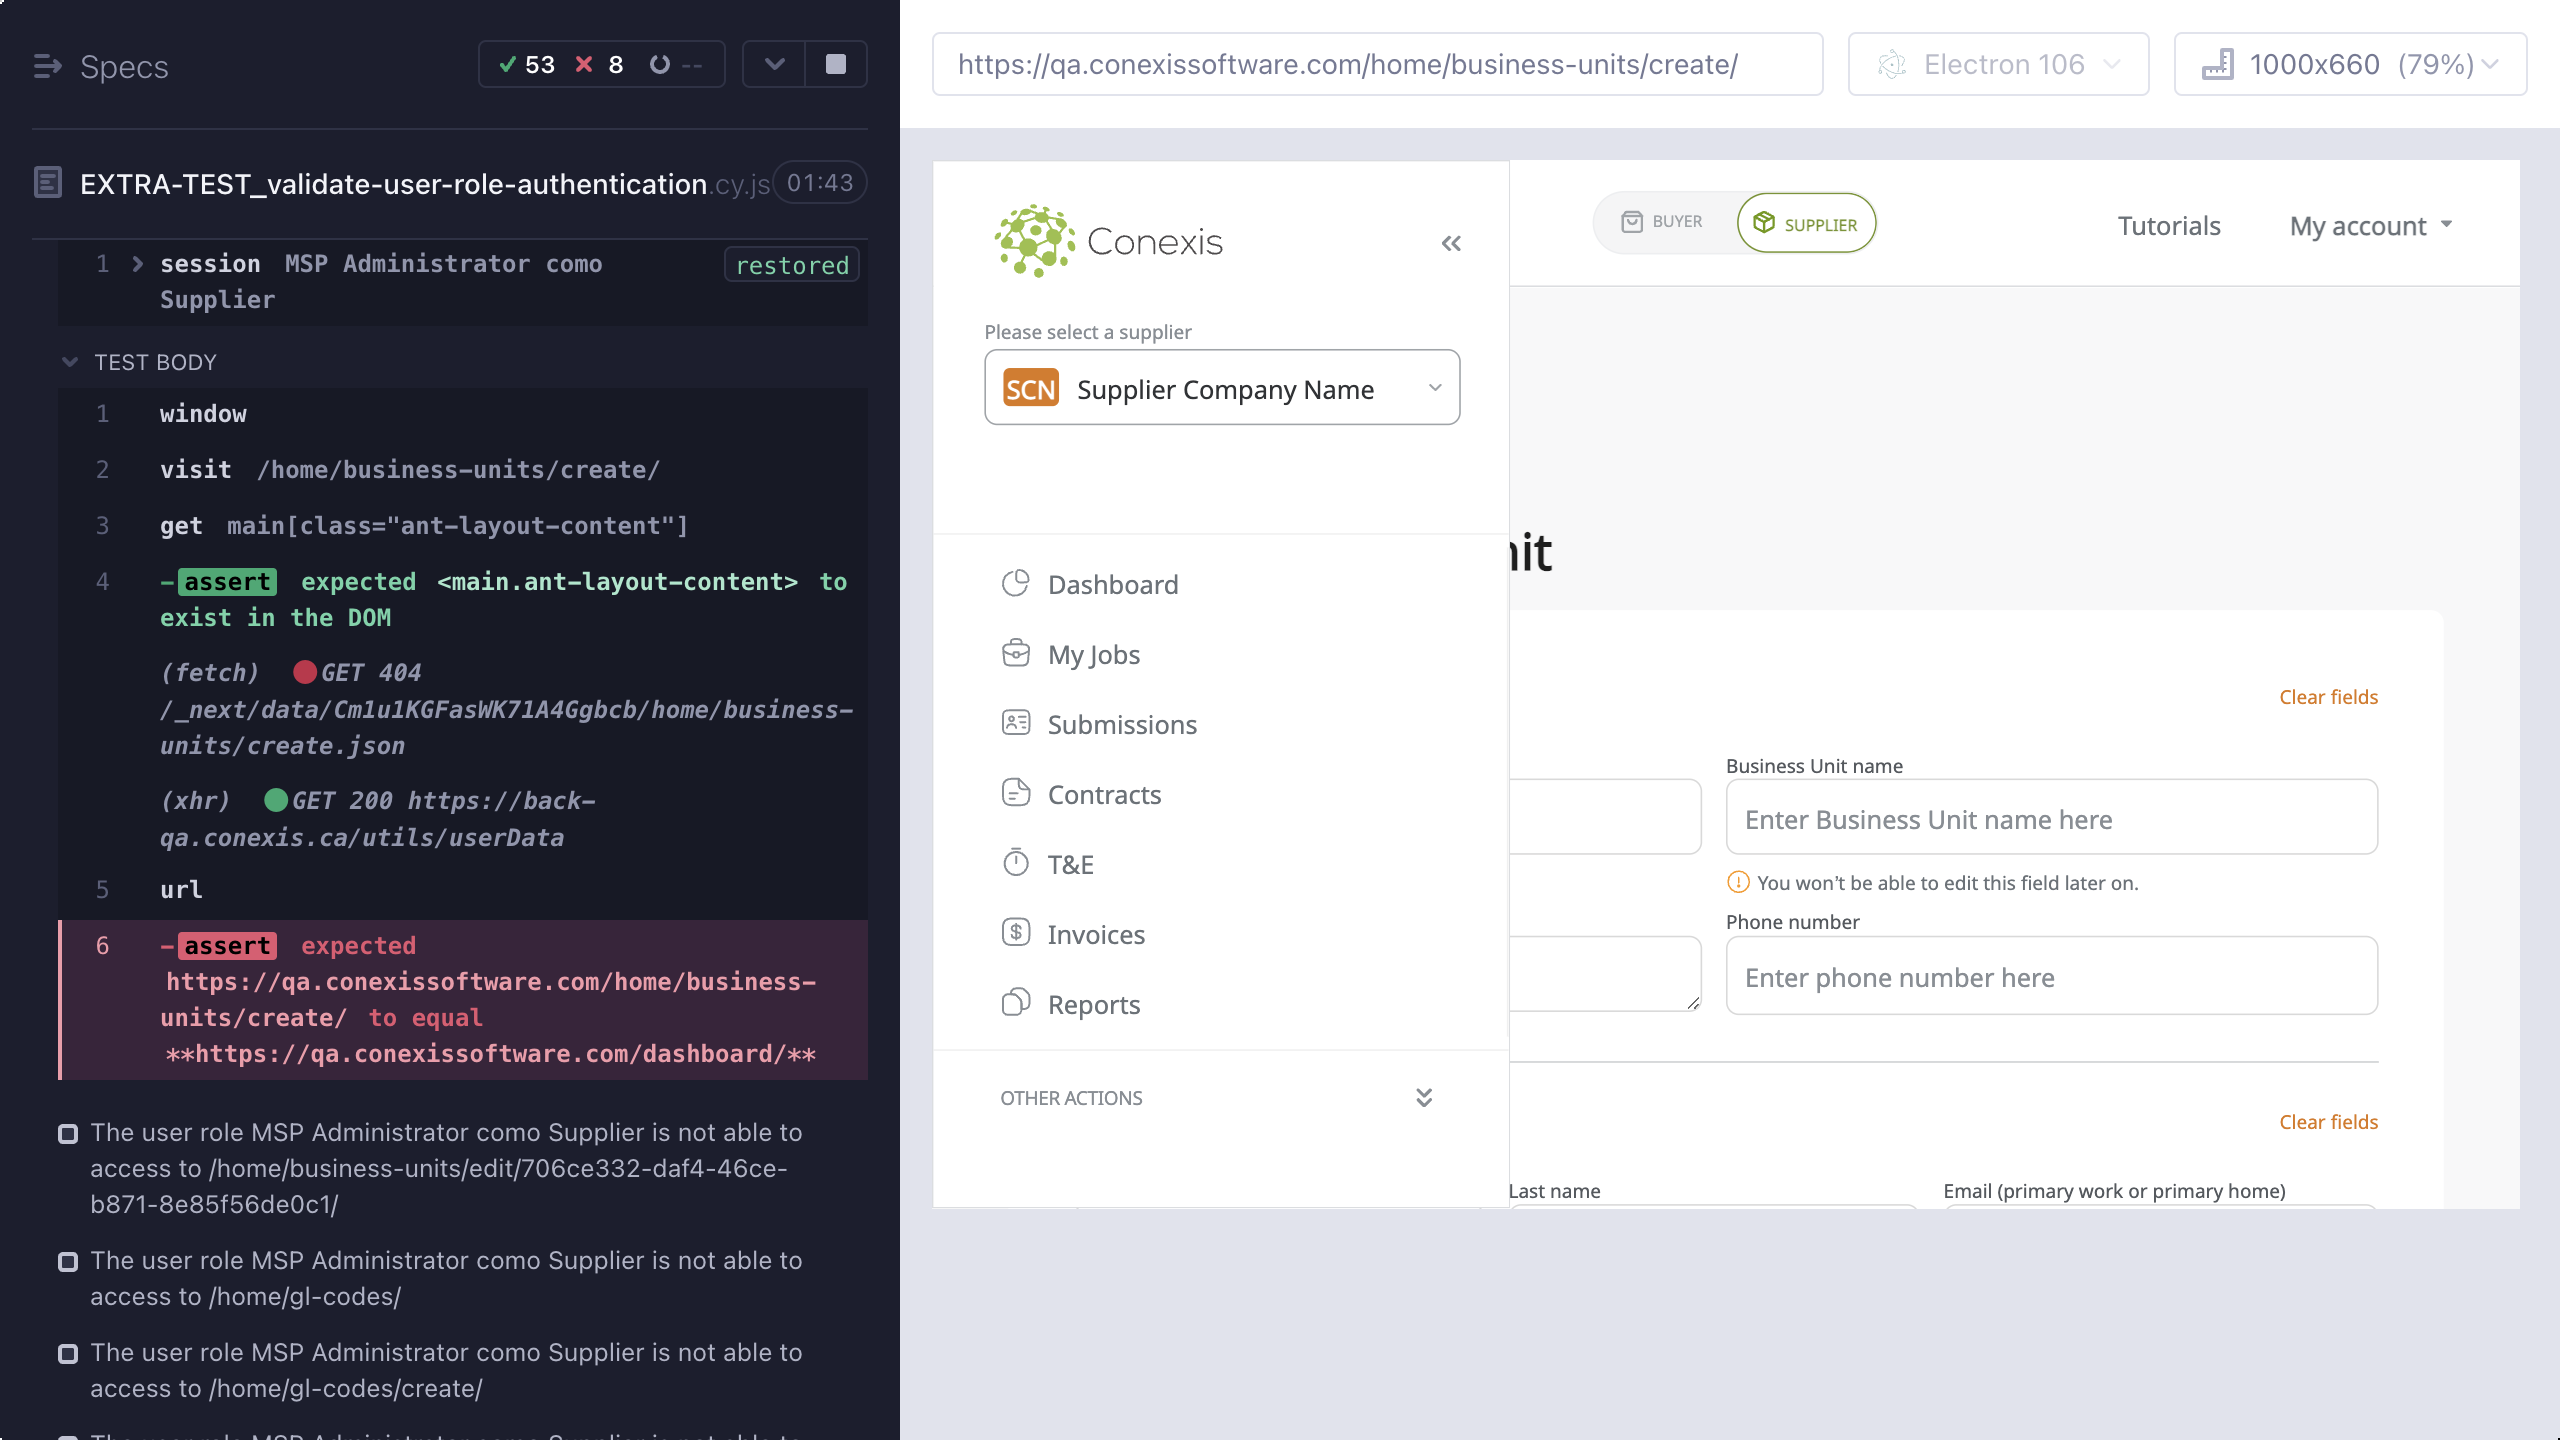 Specs
53 8 --
EXTRA-TEST_validate-user-role-authentication.cy.js 01:43
1 session MSP Administrator como restored
Supplier
TEST BODY
1 window
2 visit /home/business-units/create/
3 get main[class="ant-layout-content"]
4 -assert expected <main.ant-layout-content> to
exist in the DOM
(fetch) GET 404
/_next/data/Cm1u1KGFasWK71A4Ggbcb/home/business-
units/create.json
(xhr) GET 200 https://back-
qa.conexis.ca/utils/userData
5 url
6 -assert expected
https://qa.conexissoftware.com/home/business-
units/create/ to equal
**https://qa.conexissoftware.com/dashboard/**
The user role MSP Administrator como Supplier is not able to
access to /home/business-units/edit/706ce332-daf4-46ce-
b871-8e85f56de0c1/
The user role MSP Administrator como Supplier is not able to
access to /home/gl-codes/
The user role MSP Administrator como Supplier is not able to
access to /home/gl-codes/create/
The user role MSP Administrator como Supplier is not able to
https://qa.conexissoftware.com/home/business-units/create/
Electron 106
1000x660 (79%)
Conexis
Please select a supplier
SCN Supplier Company Name
Dashboard
My Jobs
Submissions
Contracts
T&E
Invoices
Reports
OTHER ACTIONS
BUYER
SUPPLIER
Tutorials
My account
nit
Clear fields
Business Unit name
Enter Business Unit name here
You won't be able to edit this field later on.
Phone number
Enter phone number here
Clear fields
Last name
Email (primary work or primary home)